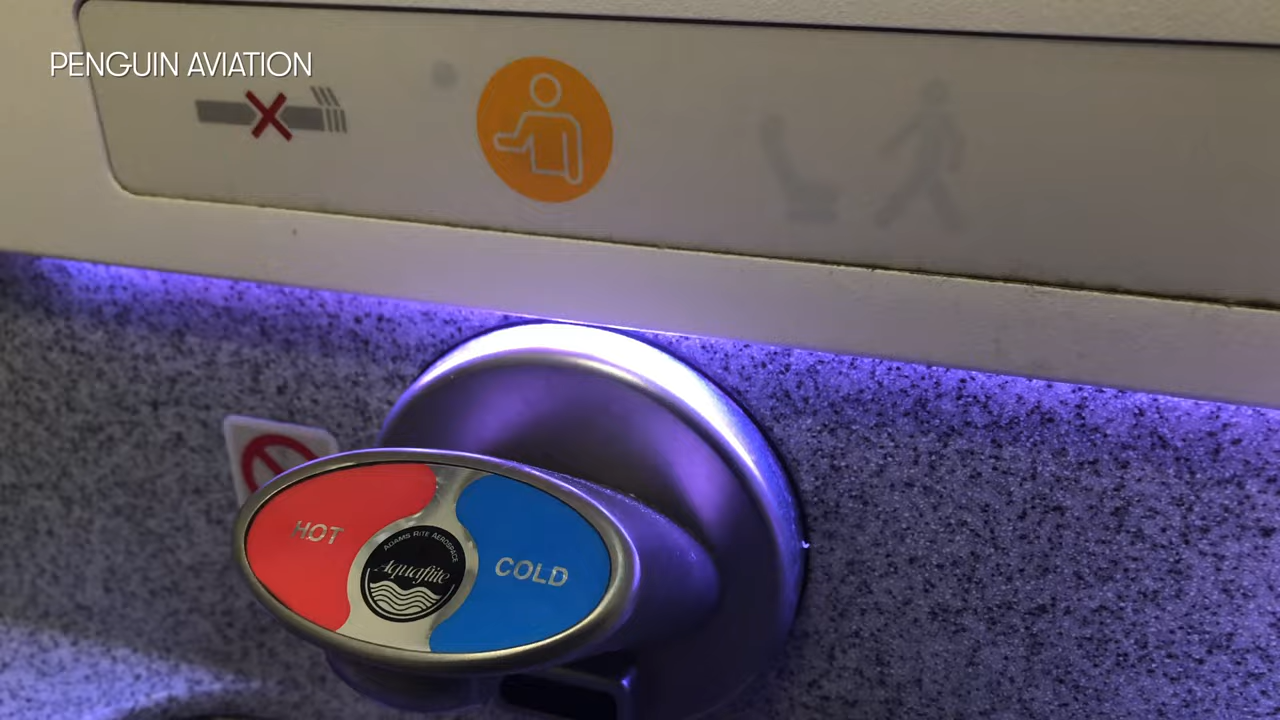 PENGUIN AVIATION
HOT
ADAMS RITE AEROSPACE
Aquaflite
COLD